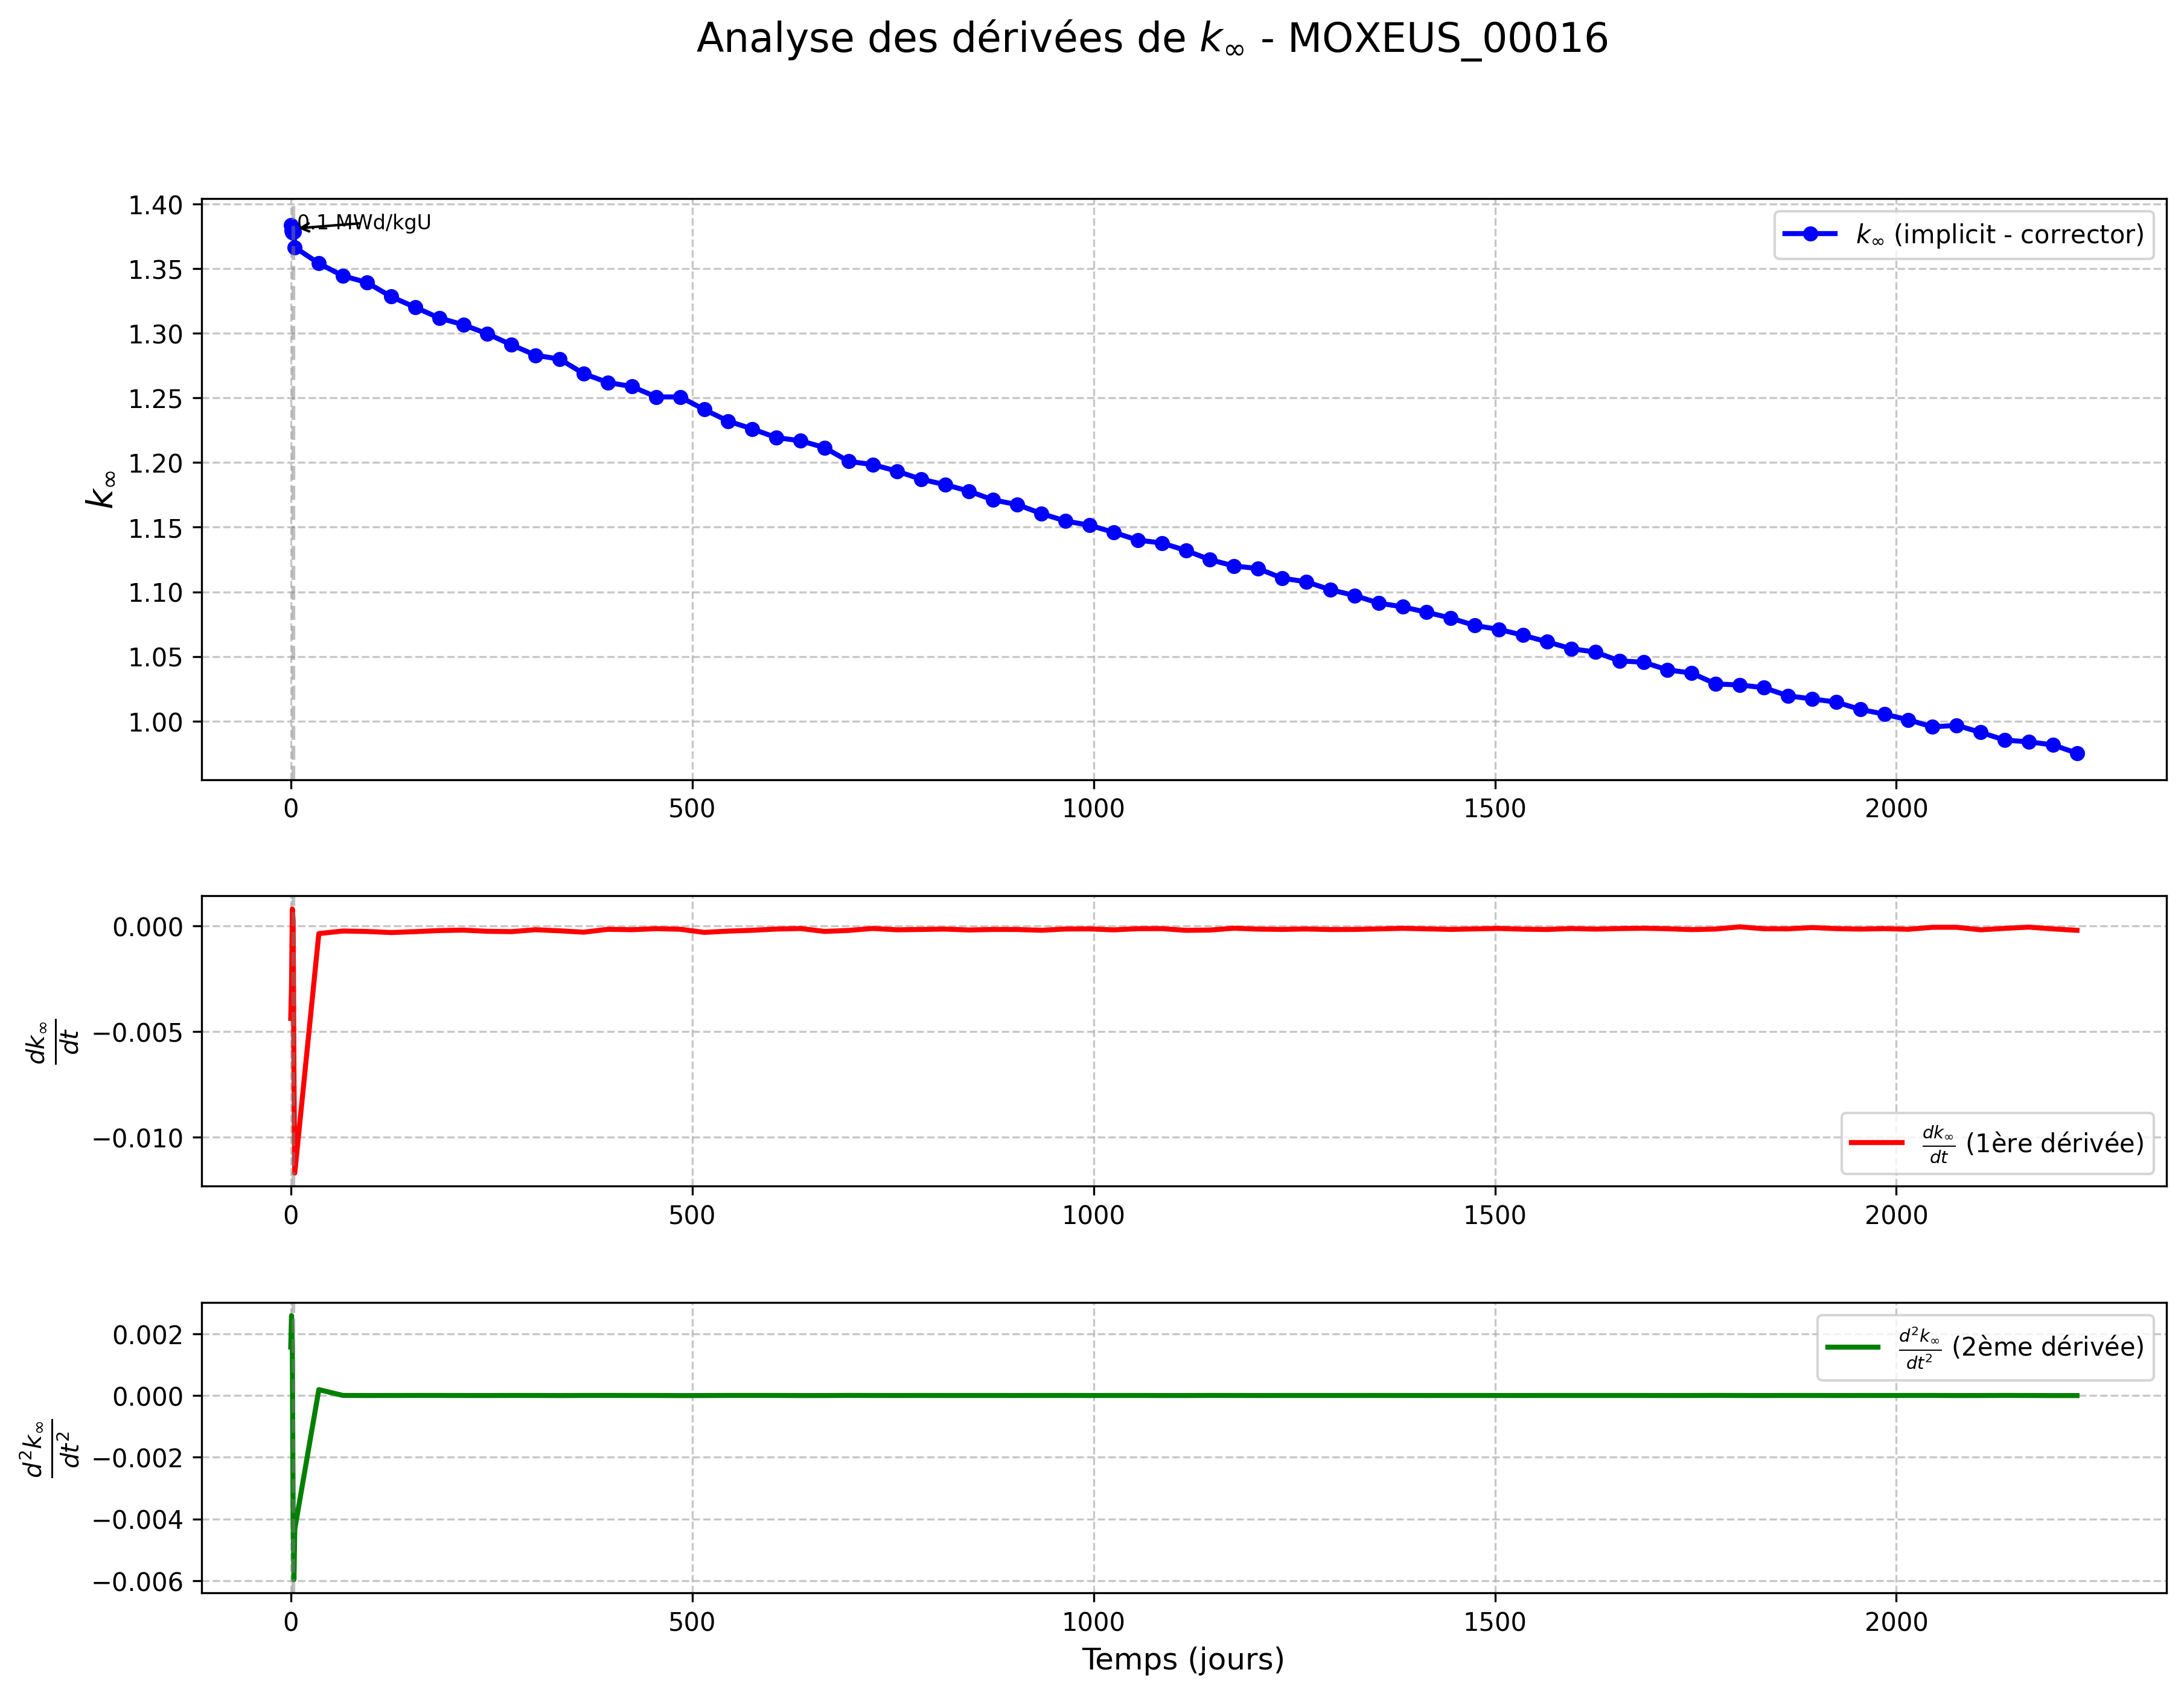 Analyse des dérivées de k∞ - MOXEUS_00016
1.40
1.35
1.30
1.25
1.20
1.15
1.10
1.05
1.00
k∞
0.1 MWd/kgU
k∞ (implicit - corrector)
0 500 1000 1500 2000
0.000
−0.005
−0.010
dk∞/dt
dk∞/dt (1ère dérivée)
0 500 1000 1500 2000
0.002
0.000
−0.002
−0.004
−0.006
d²k∞/dt²
d²k∞/dt² (2ème dérivée)
0 500 1000 1500 2000
Temps (jours)